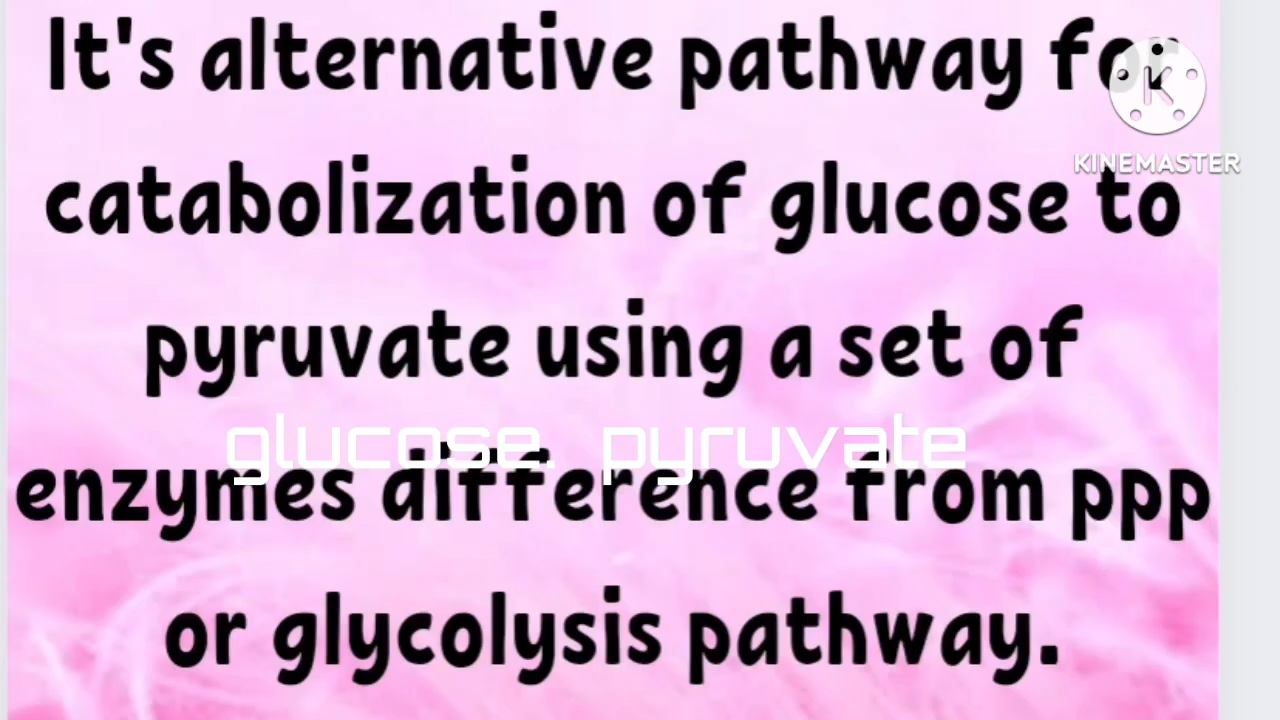 It's alternative pathway for
KINEMASTER
catabolization of glucose to
pyruvate using a set of
glucose. pyruvate
enzymes difference from ppp
or glycolysis pathway.